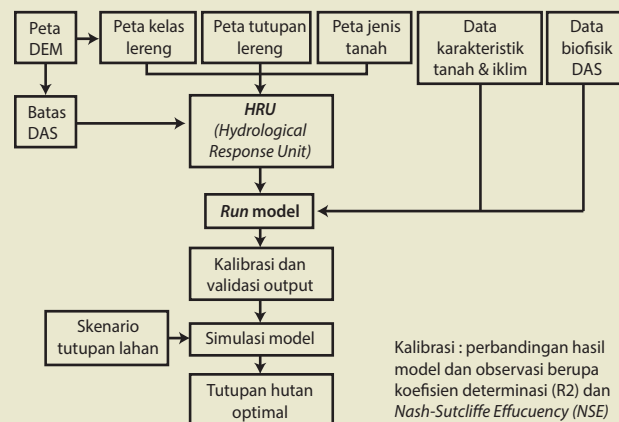 Peta
DEM
Peta kelas
lereng
Peta tutupan
lereng
Peta jenis
tanah
Data
karakteristik
tanah & iklim
Data
biofisik
DAS
Batas
DAS
HRU
(Hydrological
Response Unit)
Run model
Kalibrasi dan
validasi output
Skenario
tutupan lahan
Simulasi model
Tutupan hutan
optimal
Kalibrasi : perbandingan hasil
model dan observasi berupa
koefisien determinasi (R2) dan
Nash-Sutcliffe Effucuency (NSE)